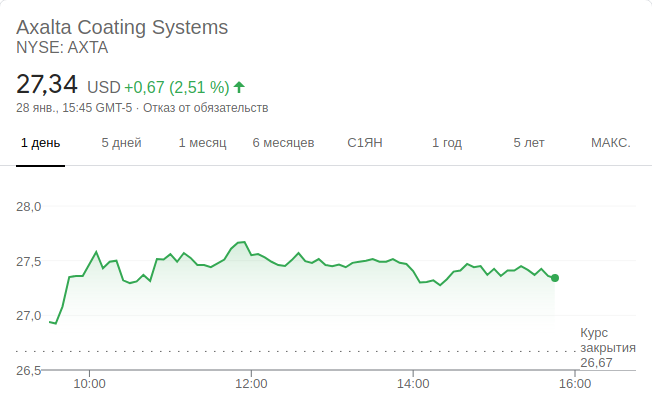 Axalta Coating Systems
NYSE: AXTA
27,34 USD +0,67 (2,51 %)
28 янв., 15:45 GMT-5 · Отказ от обязательств
1 день 5 дней 1 месяц 6 месяцев С1ЯН 1 год 5 лет МАКС.
28,0
27,5
27,0
Курс
закрытия
26,67
26,5
10:00 12:00 14:00 16:00